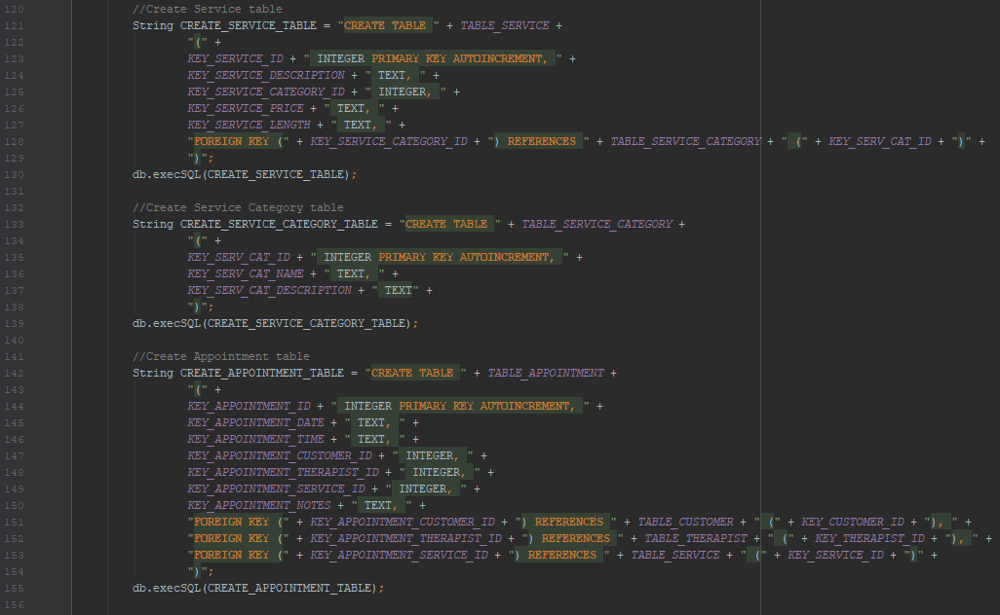 120 //Create Service table
121 String CREATE_SERVICE_TABLE = "CREATE TABLE " + TABLE_SERVICE +
122 "(" +
123 KEY_SERVICE_ID + " INTEGER PRIMARY KEY AUTOINCREMENT, " +
124 KEY_SERVICE_DESCRIPTION + " TEXT, " +
125 KEY_SERVICE_CATEGORY_ID + " INTEGER, " +
126 KEY_SERVICE_PRICE + " TEXT, " +
127 KEY_SERVICE_LENGTH + " TEXT, " +
128 "FOREIGN KEY (" + KEY_SERVICE_CATEGORY_ID + ") REFERENCES " + TABLE_SERVICE_CATEGORY + " (" + KEY_SERV_CAT_ID + ")" +
129 ")";
130 db.execSQL(CREATE_SERVICE_TABLE);
131
132 //Create Service Category table
133 String CREATE_SERVICE_CATEGORY_TABLE = "CREATE TABLE " + TABLE_SERVICE_CATEGORY +
134 "(" +
135 KEY_SERV_CAT_ID + " INTEGER PRIMARY KEY AUTOINCREMENT, " +
136 KEY_SERV_CAT_NAME + " TEXT, " +
137 KEY_SERV_CAT_DESCRIPTION + " TEXT" +
138 ")";
139 db.execSQL(CREATE_SERVICE_CATEGORY_TABLE);
140
141 //Create Appointment table
142 String CREATE_APPOINTMENT_TABLE = "CREATE TABLE " + TABLE_APPOINTMENT +
143 "(" +
144 KEY_APPOINTMENT_ID + " INTEGER PRIMARY KEY AUTOINCREMENT, " +
145 KEY_APPOINTMENT_DATE + " TEXT, " +
146 KEY_APPOINTMENT_TIME + " TEXT, " +
147 KEY_APPOINTMENT_CUSTOMER_ID + " INTEGER, " +
148 KEY_APPOINTMENT_THERAPIST_ID + " INTEGER, " +
149 KEY_APPOINTMENT_SERVICE_ID + " INTEGER, " +
150 KEY_APPOINTMENT_NOTES + " TEXT, " +
151 "FOREIGN KEY (" + KEY_APPOINTMENT_CUSTOMER_ID + ") REFERENCES " + TABLE_CUSTOMER + " (" + KEY_CUSTOMER_ID + "), " +
152 "FOREIGN KEY (" + KEY_APPOINTMENT_THERAPIST_ID + ") REFERENCES " + TABLE_THERAPIST + " (" + KEY_THERAPIST_ID + "), " +
153 "FOREIGN KEY (" + KEY_APPOINTMENT_SERVICE_ID + ") REFERENCES " + TABLE_SERVICE + " (" + KEY_SERVICE_ID + ")" +
154 ")";
155 db.execSQL(CREATE_APPOINTMENT_TABLE);
156